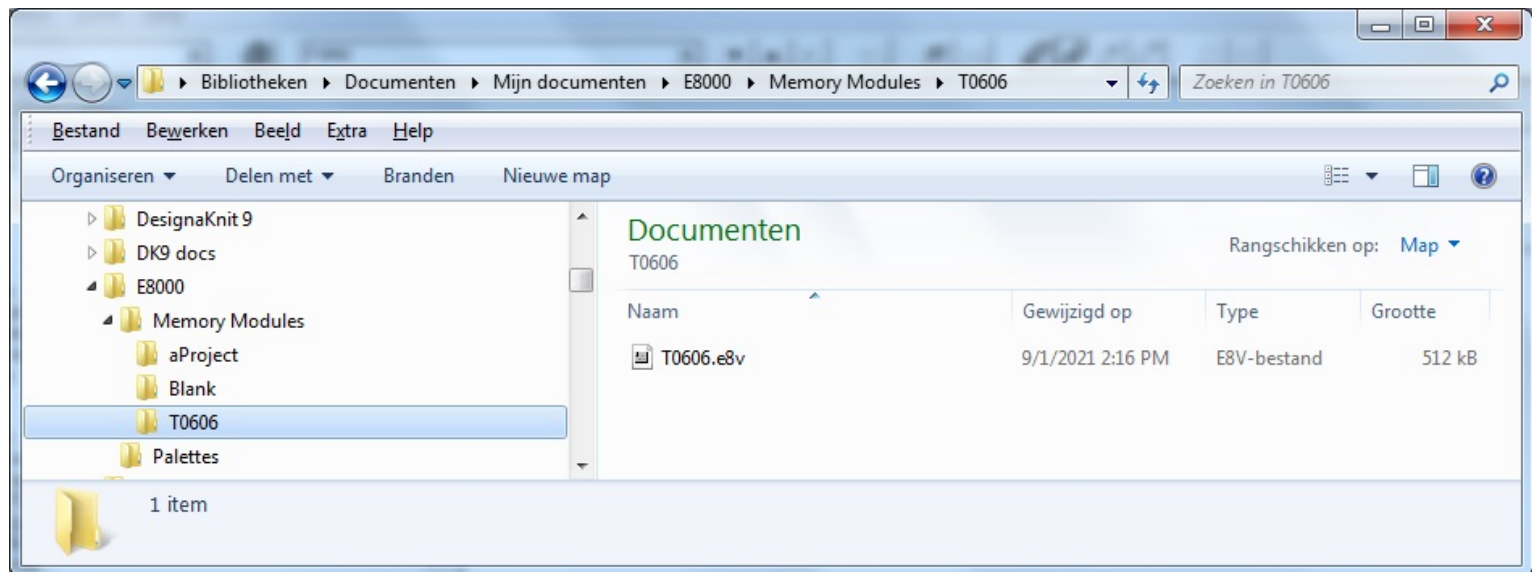 Bibliotheken Documenten Mijn documenten E8000 Memory Modules T0606 Zoeken in T0606
Bestand Bewerken Beeld Extra Help
Organiseren Delen met Branden Nieuwe map
DesignaKnit 9
DK9 docs
E8000
Memory Modules
aProject
Blank
T0606
Palettes
Documenten
T0606
Rangschikken op: Map
Naam Gewijzigd op Type Grootte
T0606.e8v 9/1/2021 2:16 PM E8V-bestand 512 kB
1 item